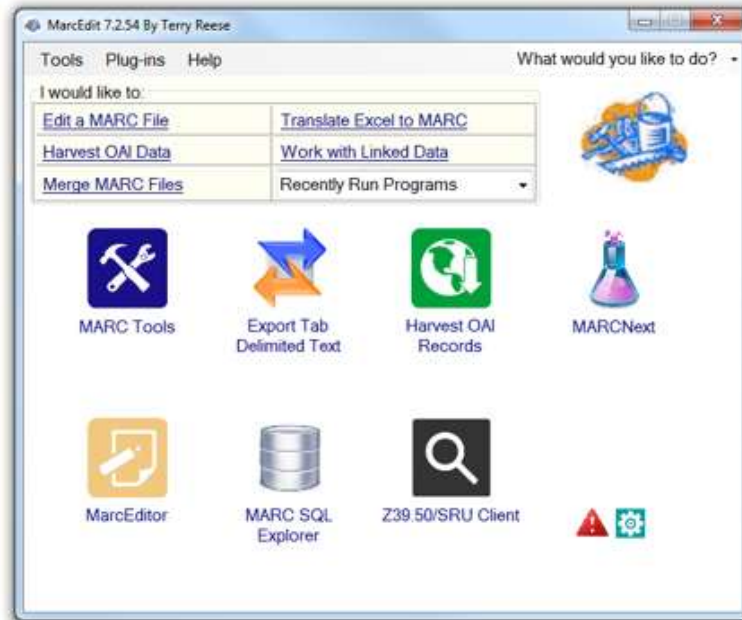 MarcEdit 7.2.54 By Terry Reese
Tools Plug-ins Help What would you like to do?
I would like to:
Edit a MARC File Translate Excel to MARC
Harvest OAI Data Work with Linked Data
Merge MARC Files Recently Run Programs
MARC Tools
Export Tab
Delimited Text
Harvest OAI
Records
MARCNext
MarcEditor
MARC SQL
Explorer
Z39.50/SRU Client